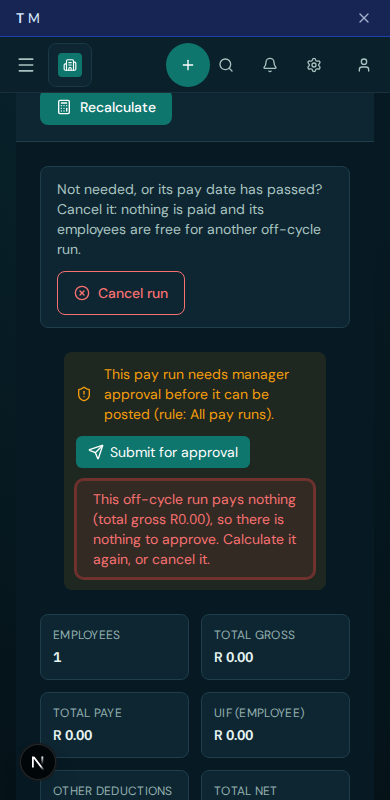 T M
Recalculate
Not needed, or its pay date has passed?
Cancel it: nothing is paid and its
employees are free for another off-cycle
run.
Cancel run
This pay run needs manager
approval before it can be
posted (rule: All pay runs).
Submit for approval
This off-cycle run pays nothing
(total gross R0.00), so there is
nothing to approve. Calculate it
again, or cancel it.
EMPLOYEES
1
TOTAL GROSS
R 0.00
TOTAL PAYE
R 0.00
UIF (EMPLOYEE)
R 0.00
N
OTHER DEDUCTIONS
TOTAL NET